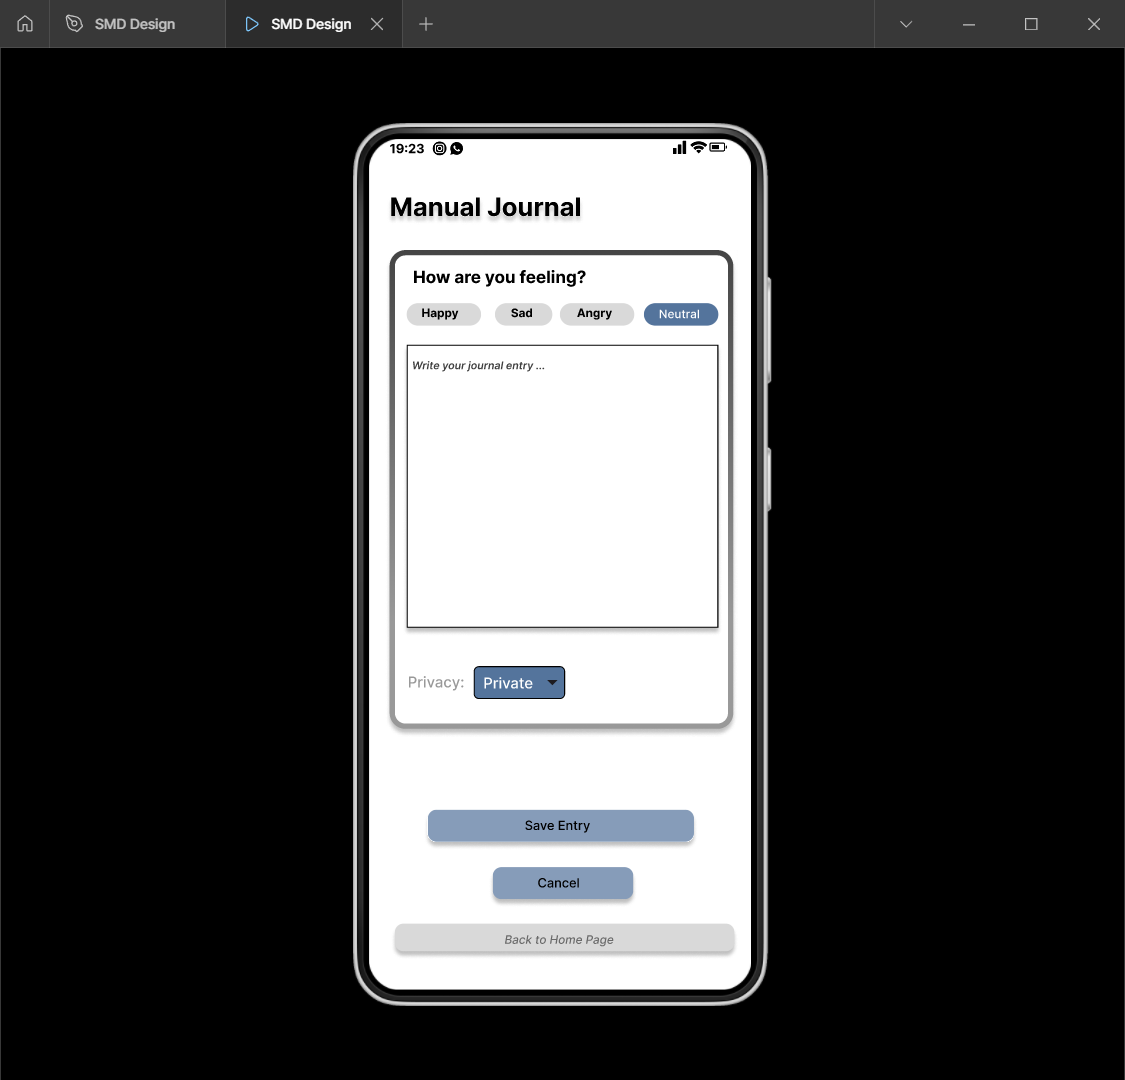 SMD Design
SMD Design
19:23
Manual Journal
How are you feeling?
Happy Sad Angry Neutral
Write your journal entry ...
Privacy: Private
Save Entry
Cancel
Back to Home Page